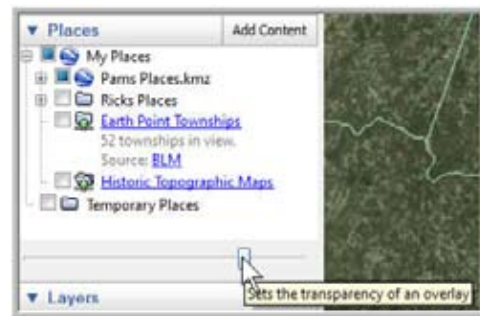 Places
Add Content
My Places
Pams Places.kmz
Ricks Places
Earth Point Townships
52 townships in view.
Source: BLM
Historic Topographic Maps
Temporary Places
Sets the transparency of an overlay
Layers